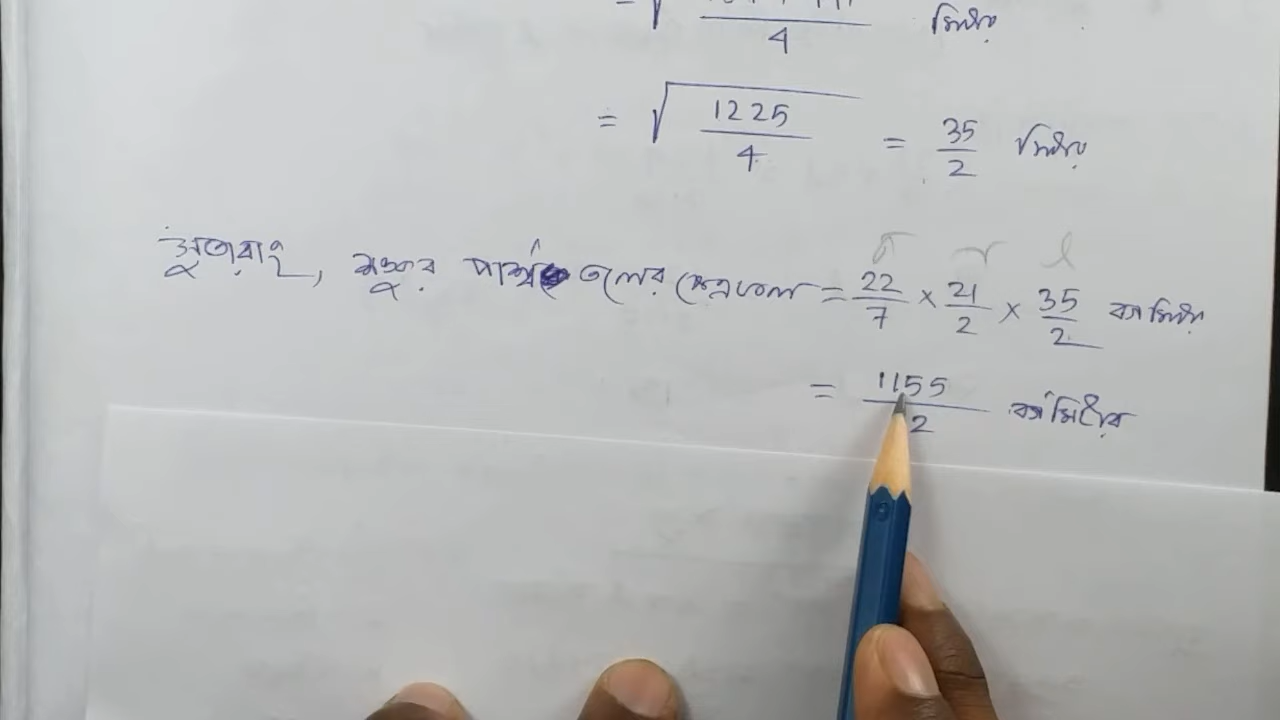 4 মিটার
= √1225/4 = 35/2 মিটার
π r l
সুতরাং, শঙ্কুর পার্শ্ব তলের ক্ষেত্রফল = 22/7 × 21/2 × 35/2 বর্গমিটার
= 1155/2 বর্গমিটার